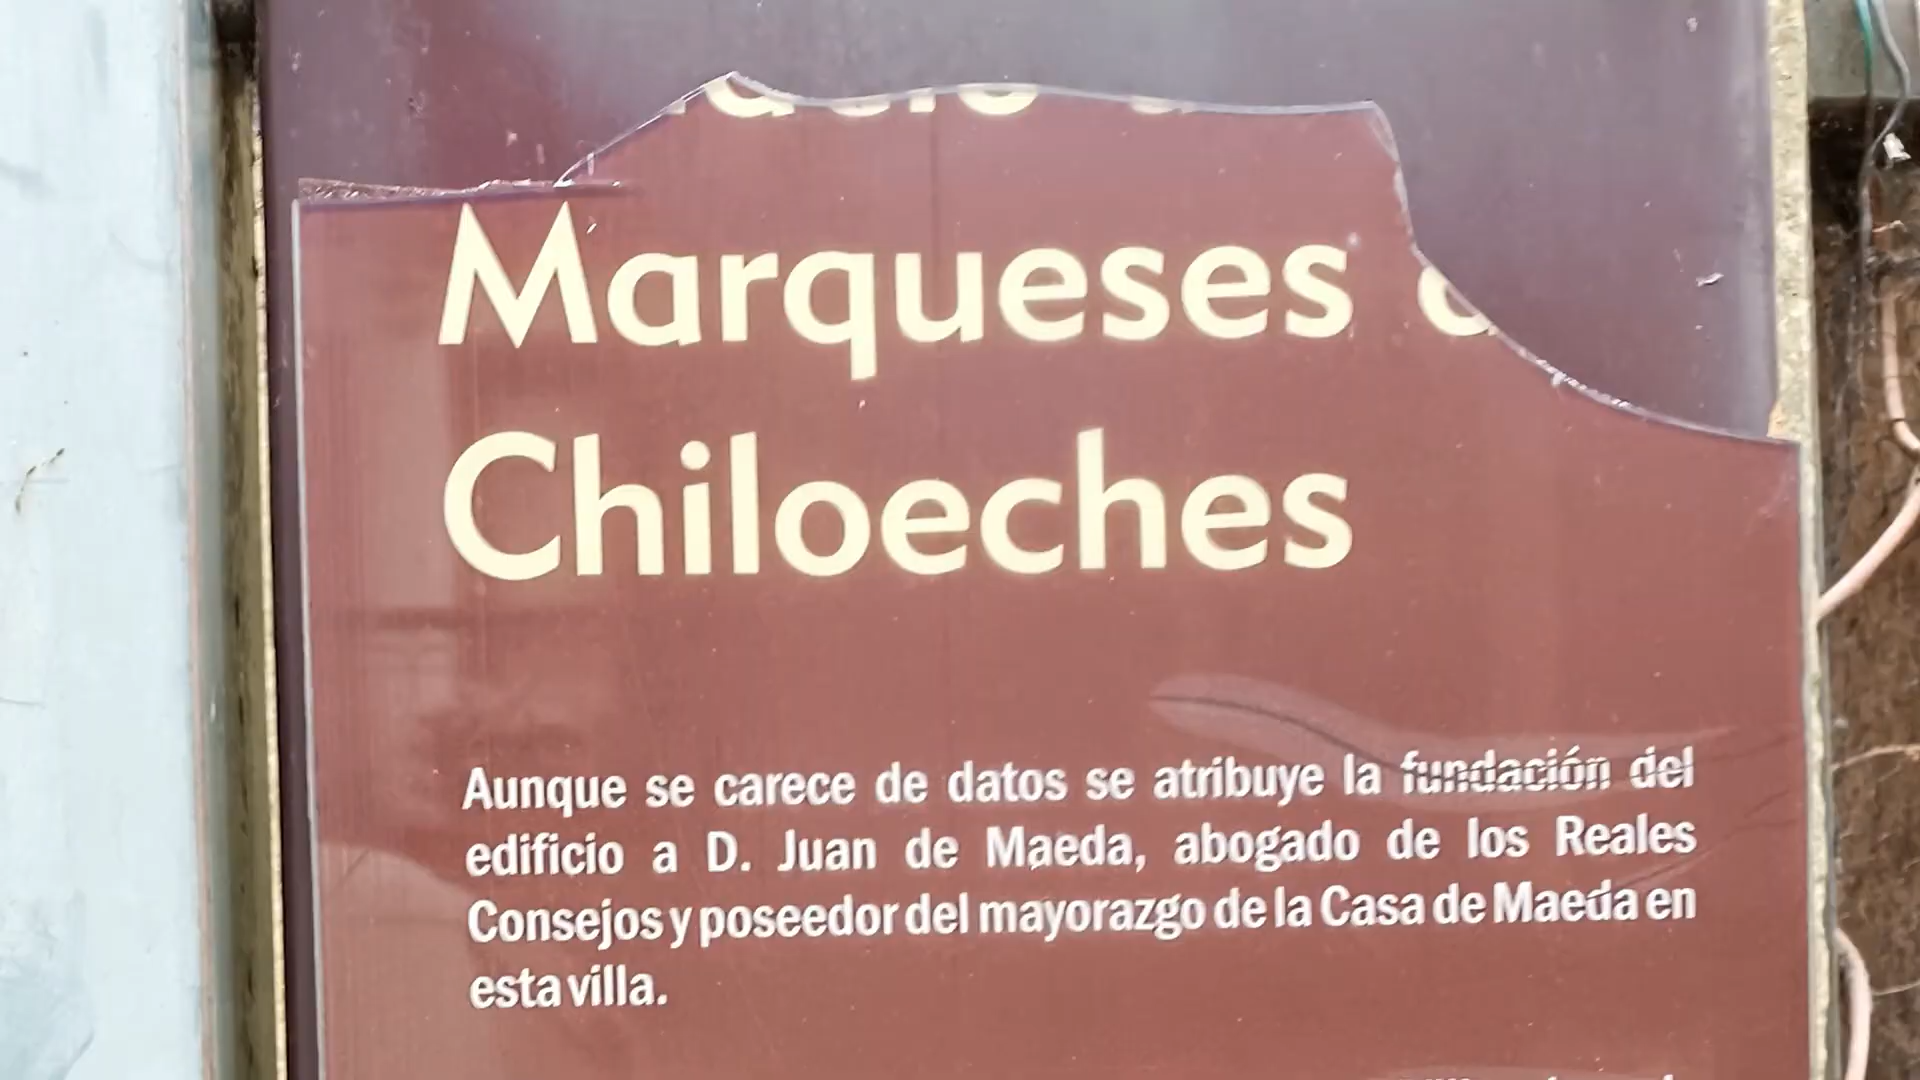 Marqueses
Chiloeches
Aunque se carece de datos se atribuye la fundación del
edificio a D. Juan de Maeda, abogado de los Reales
Consejos y poseedor del mayorazgo de la Casa de Maeda en
esta villa.